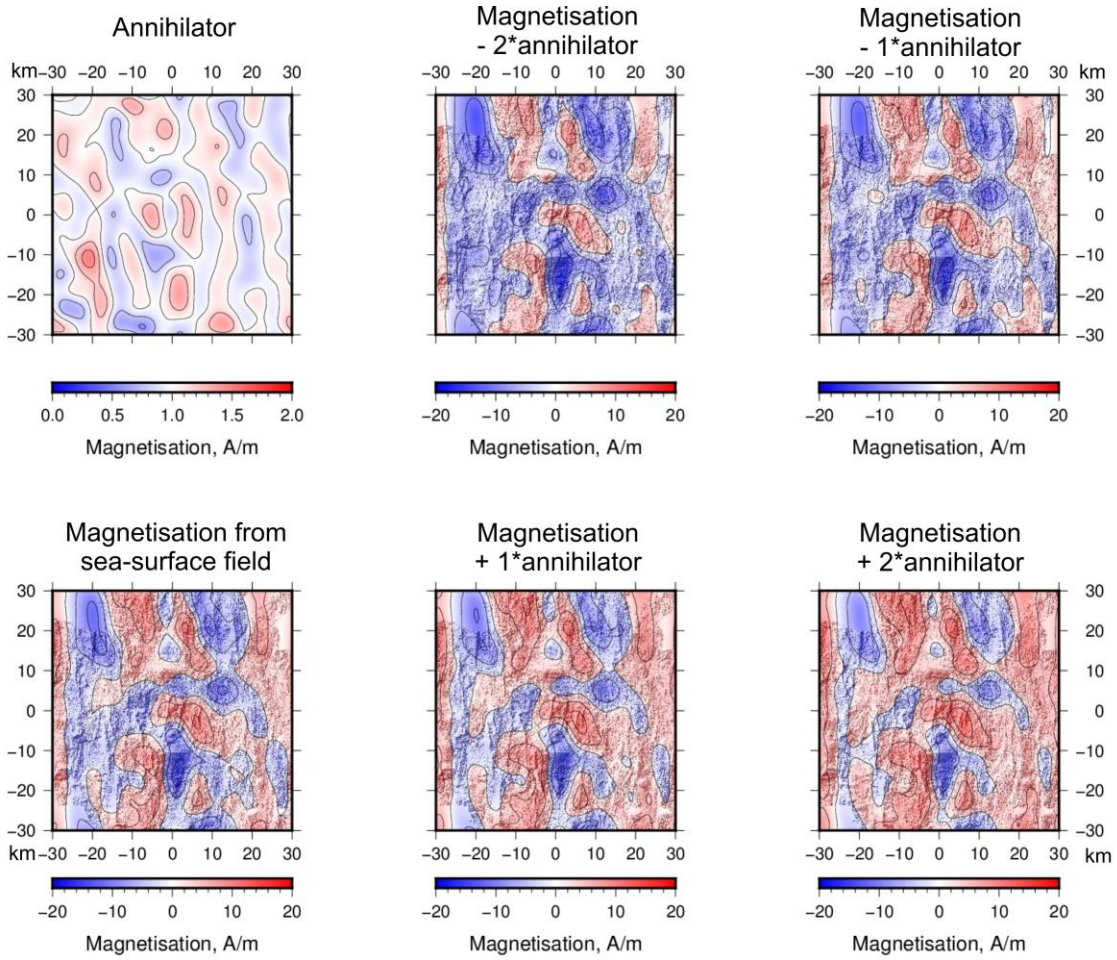 Annihilator
Magnetisation
- 2*annihilator
Magnetisation
- 1*annihilator
km −30 −20 −10 0 10 20 30
−30 −20 −10 0 10 20 30
−30 −20 −10 0 10 20 30 km
30
20
10
0
−10
−20
−30
30
20
10
0
−10
−20
−30
0.0 0.5 1.0 1.5 2.0
−20 −10 0 10 20
−20 −10 0 10 20
Magnetisation, A/m
Magnetisation, A/m
Magnetisation, A/m
Magnetisation from
sea-surface field
Magnetisation
+ 1*annihilator
Magnetisation
+ 2*annihilator
30
20
10
0
−10
−20
−30
30
20
10
0
−10
−20
−30
km −30 −20 −10 0 10 20 30
−30 −20 −10 0 10 20 30
−30 −20 −10 0 10 20 30 km
−20 −10 0 10 20
−20 −10 0 10 20
−20 −10 0 10 20
Magnetisation, A/m
Magnetisation, A/m
Magnetisation, A/m